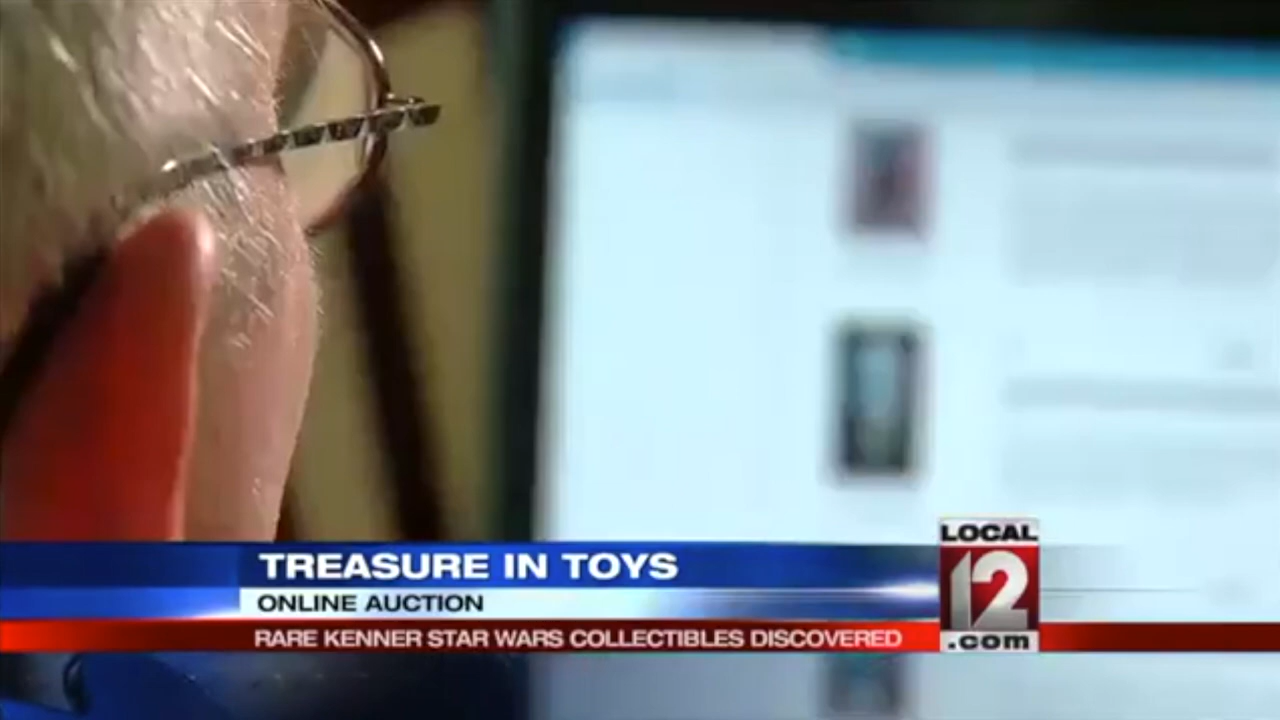 TREASURE IN TOYS
ONLINE AUCTION
RARE KENNER STAR WARS COLLECTIBLES DISCOVERED
LOCAL
12
.com